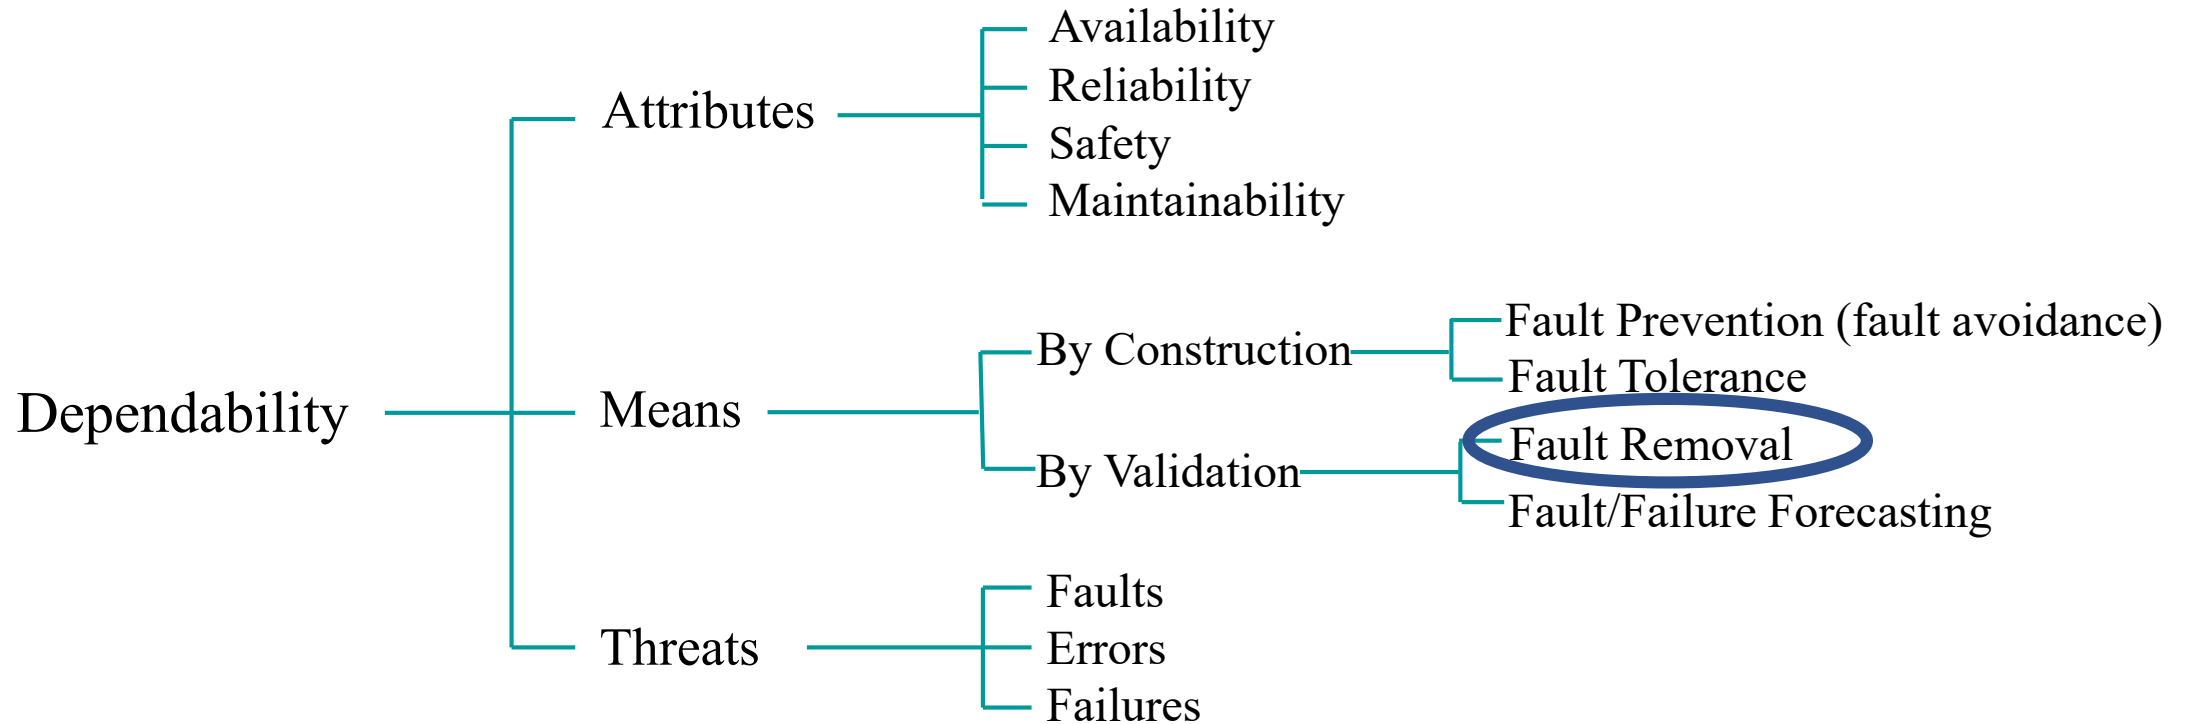 Dependability
Attributes
Availability
Reliability
Safety
Maintainability
Means
By Construction
Fault Prevention (fault avoidance)
Fault Tolerance
By Validation
Fault Removal
Fault/Failure Forecasting
Threats
Faults
Errors
Failures